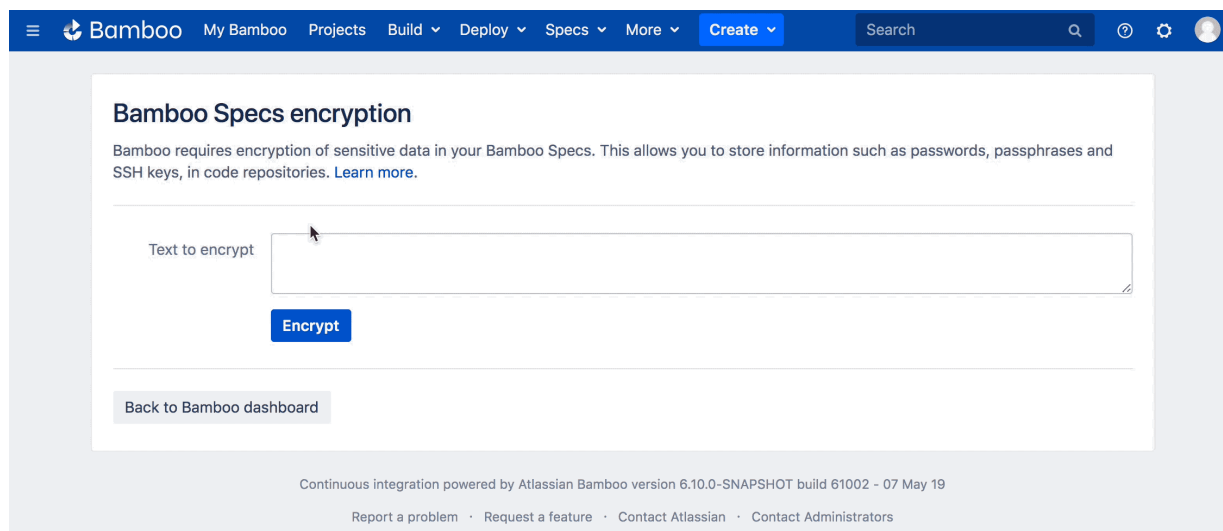 Bamboo My Bamboo Projects Build Deploy Specs More Create Search
Bamboo Specs encryption
Bamboo requires encryption of sensitive data in your Bamboo Specs. This allows you to store information such as passwords, passphrases and
SSH keys, in code repositories. Learn more.
Text to encrypt
Encrypt
Back to Bamboo dashboard
Continuous integration powered by Atlassian Bamboo version 6.10.0-SNAPSHOT build 61002 - 07 May 19
Report a problem · Request a feature · Contact Atlassian · Contact Administrators